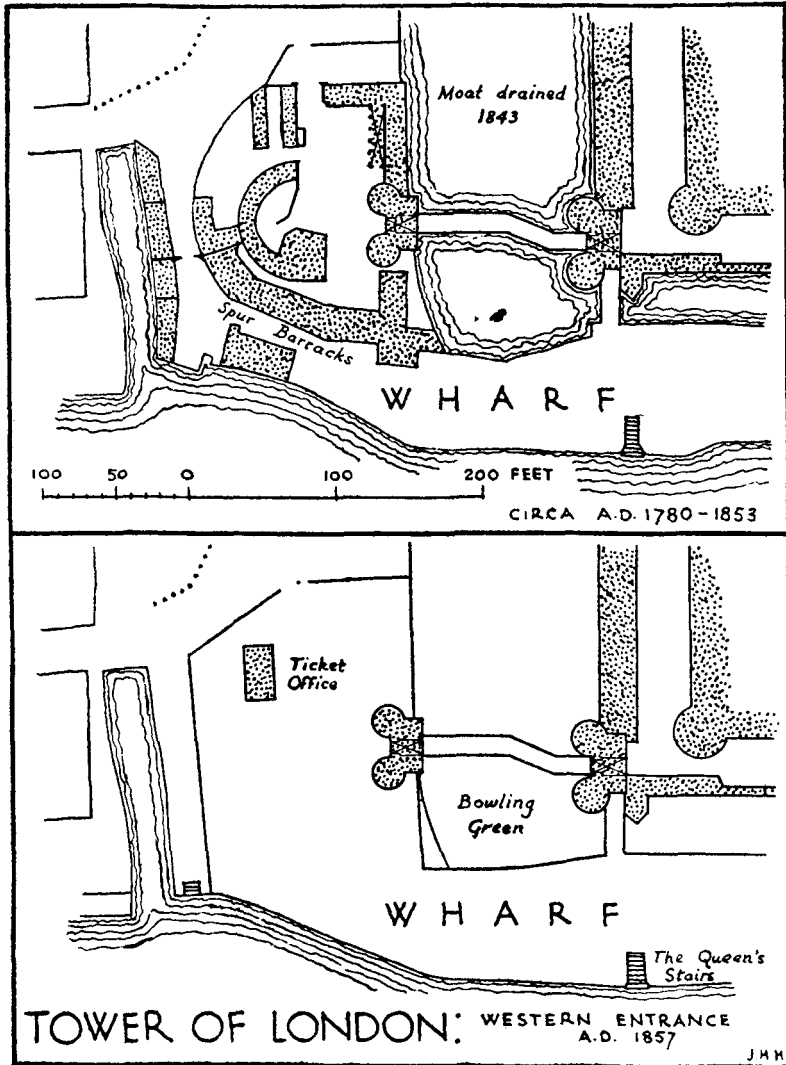 Moat drained
1843
Spur Barracks
WHARF
100 50 0 100 200 FEET
CIRCA A.D. 1780-1853
Ticket
Office
Bowling
Green
WHARF
The Queen's
Stairs
TOWER OF LONDON: WESTERN ENTRANCE
A.D. 1857
J.H.H